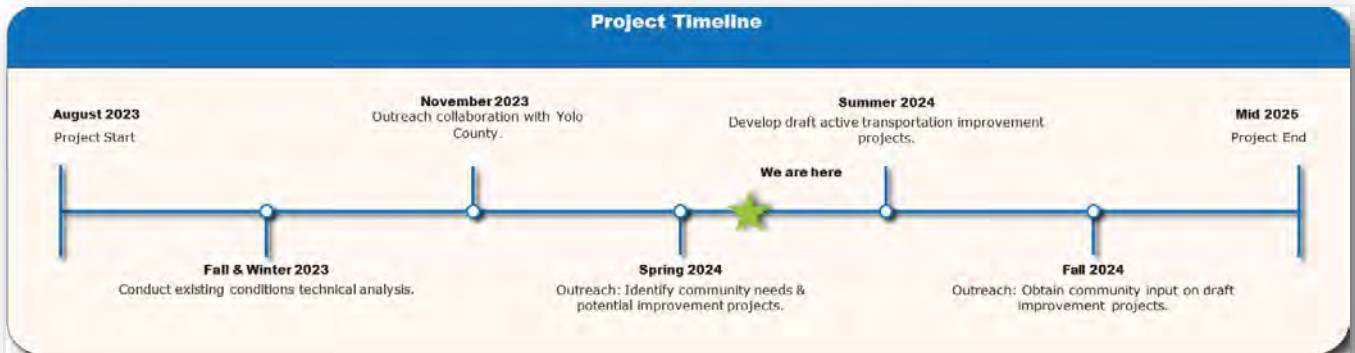 Project Timeline
August 2023
Project Start
November 2023
Outreach collaboration with Yolo
County.
Summer 2024
Develop draft active transportation improvement
projects.
Mid 2025
Project End
We are here
Fall & Winter 2023
Conduct existing conditions technical analysis.
Spring 2024
Outreach: Identify community needs &
potential improvement projects.
Fall 2024
Outreach: Obtain community input on draft
improvement projects.